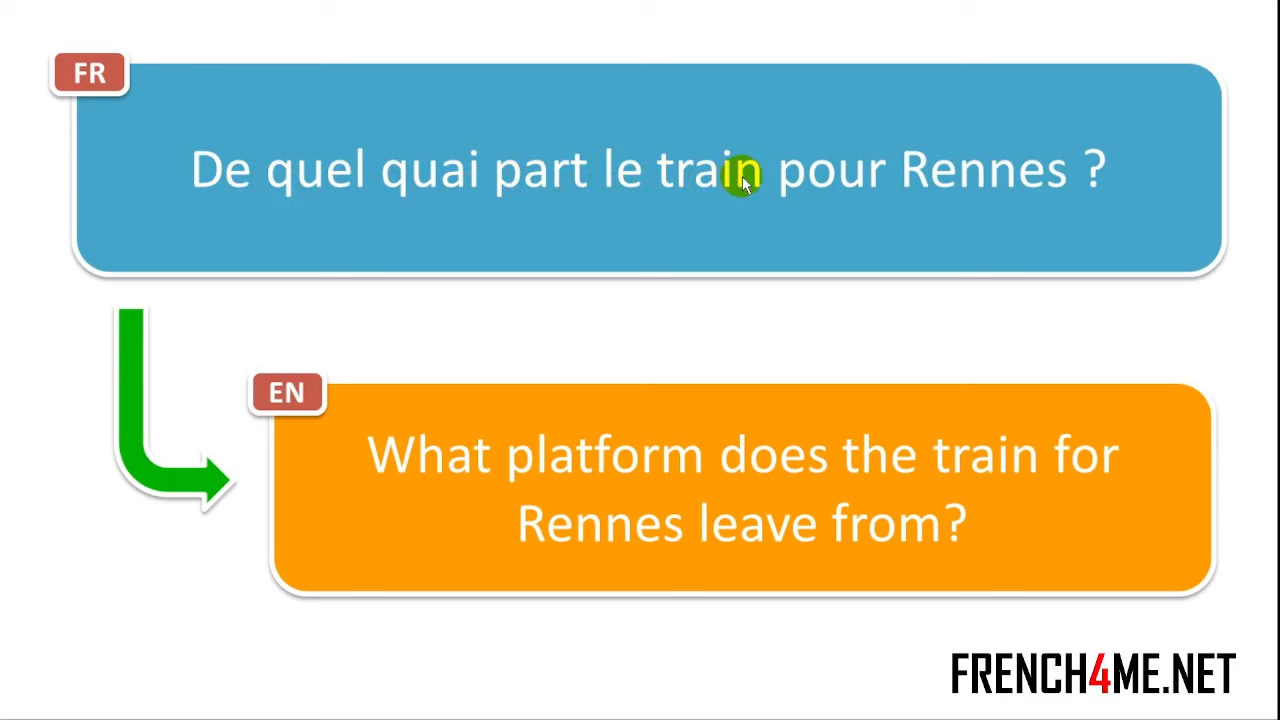 FR
De quel quai part le train pour Rennes ?
EN
What platform does the train for
Rennes leave from?
FRENCH4ME.NET